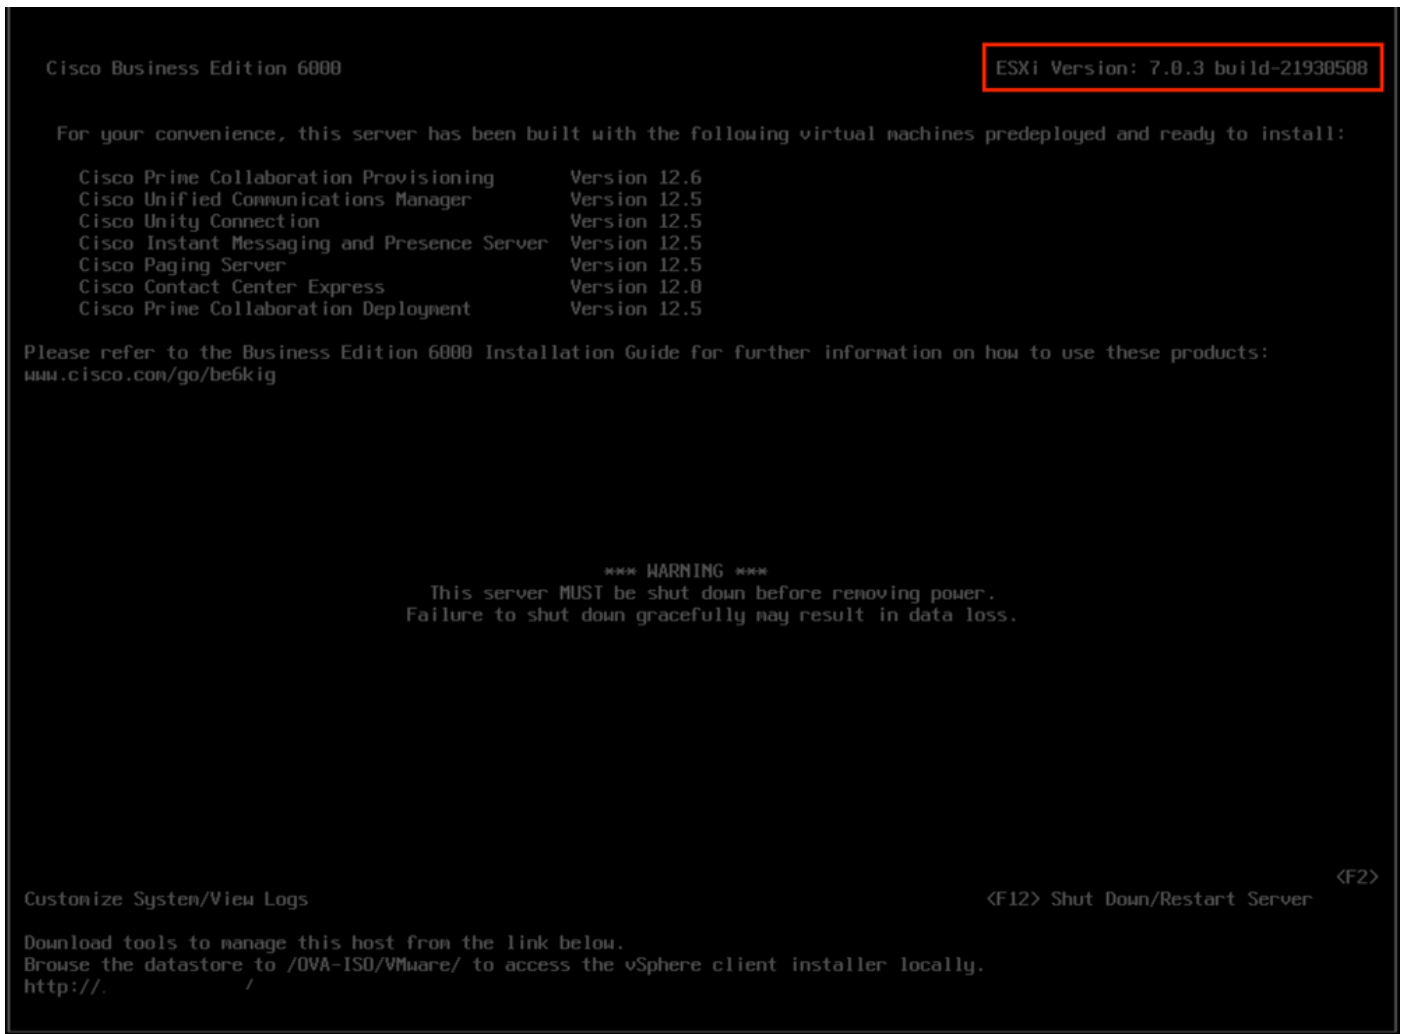 Cisco Business Edition 6000
ESXi Version: 7.0.3 build-21930508
For your convenience, this server has been built with the following virtual machines predeployed and ready to install:
Cisco Prime Collaboration Provisioning Version 12.6
Cisco Unified Communications Manager Version 12.5
Cisco Unity Connection Version 12.5
Cisco Instant Messaging and Presence Server Version 12.5
Cisco Paging Server Version 12.5
Cisco Contact Center Express Version 12.0
Cisco Prime Collaboration Deployment Version 12.5
Please refer to the Business Edition 6000 Installation Guide for further information on how to use these products:
www.cisco.com/go/be6kig
*** WARNING ***
This server MUST be shut down before removing power.
Failure to shut down gracefully may result in data loss.
<F2>
Customize System/View Logs <F12> Shut Down/Restart Server
Download tools to manage this host from the link below.
Browse the datastore to /OVA-ISO/VMware/ to access the vSphere client installer locally.
http:// /